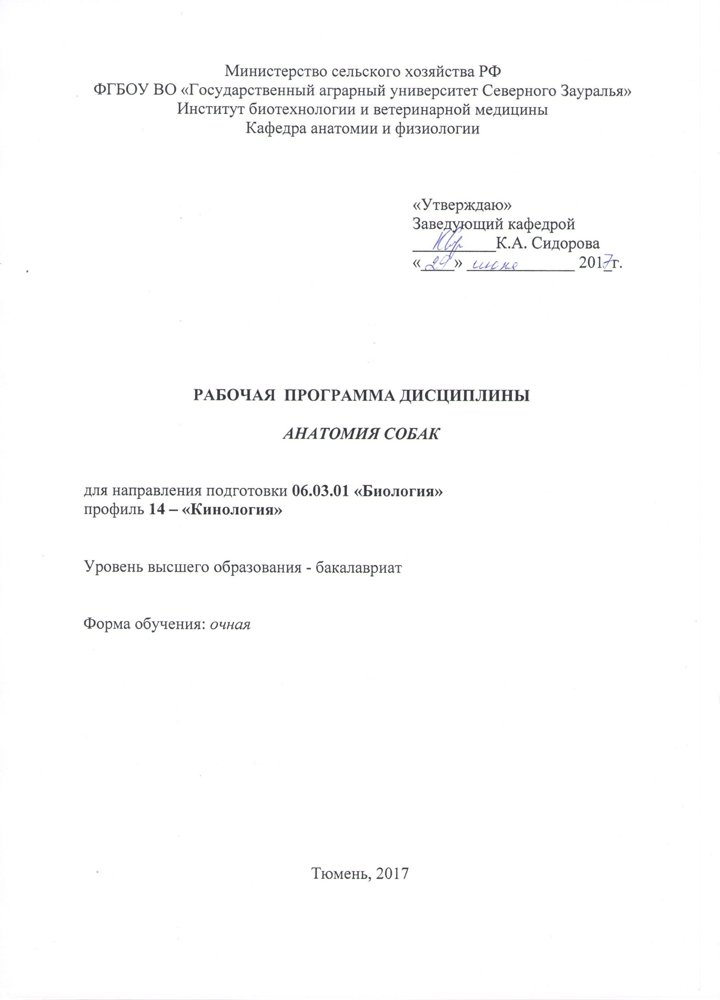 Министерство сельского хозяйства РФ
ФГБОУ ВО «Государственный аграрный университет Северного Зауралья»
Институт биотехнологии и ветеринарной медицины
Кафедра анатомии и физиологии
«Утверждаю»
Заведующий кафедрой
К.А. Сидорова
«29» июня 2017г.
РАБОЧАЯ ПРОГРАММА ДИСЦИПЛИНЫ
АНАТОМИЯ СОБАК
для направления подготовки 06.03.01 «Биология»
профиль 14 – «Кинология»
Уровень высшего образования - бакалавриат
Форма обучения: очная
Тюмень, 2017